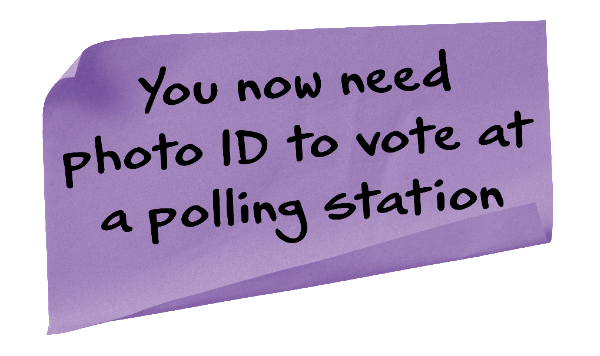 You now need
photo ID to vote at
a polling station